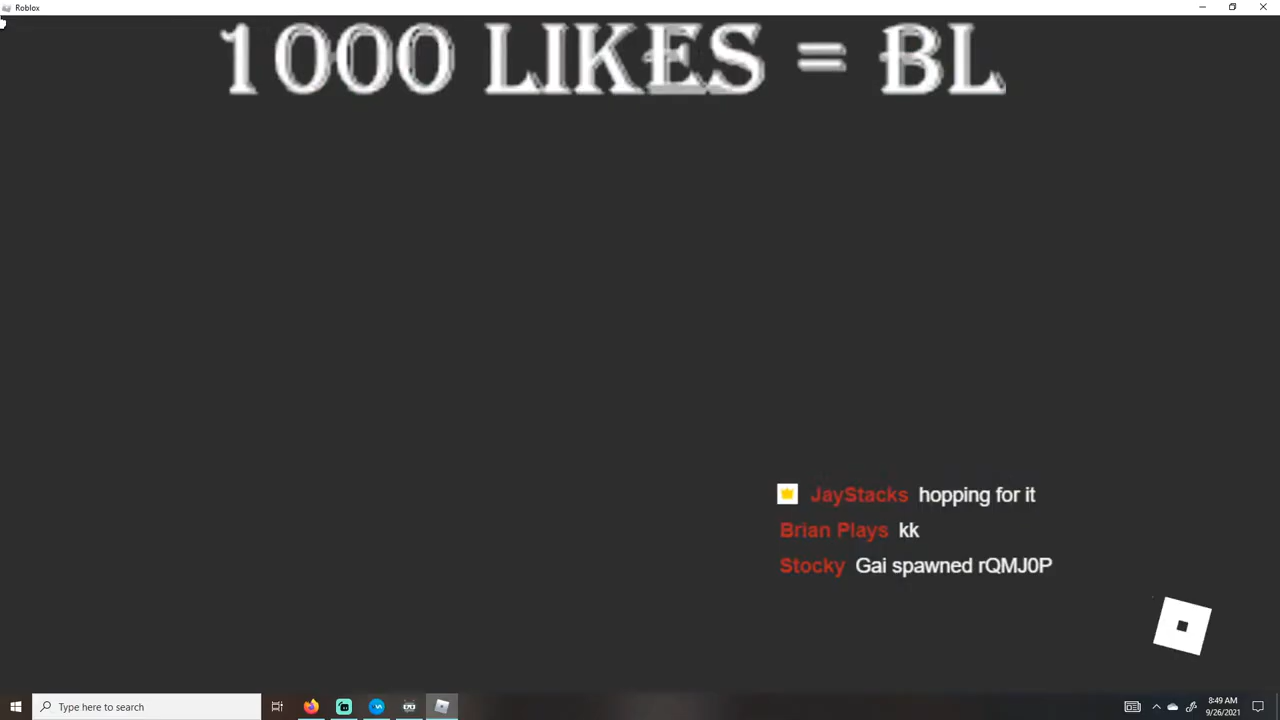 Roblox
1000 LIKES = BL
JayStacks hopping for it
Brian Plays kk
Stocky Gai spawned rQMJ0P
Type here to search
8:49 AM
9/26/2021